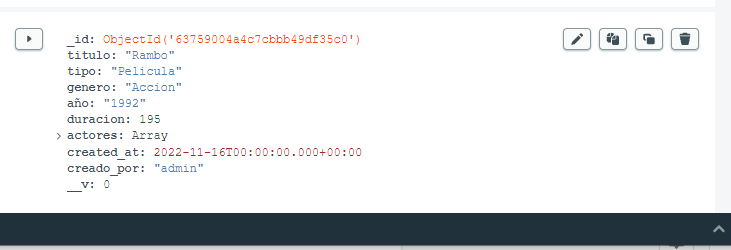 _id: ObjectId('63759004a4c7cbbb49df35c0')
titulo: "Rambo"
tipo: "Pelicula"
genero: "Accion"
año: "1992"
duracion: 195
actores: Array
created_at: 2022-11-16T00:00:00.000+00:00
creado_por: "admin"
__v: 0